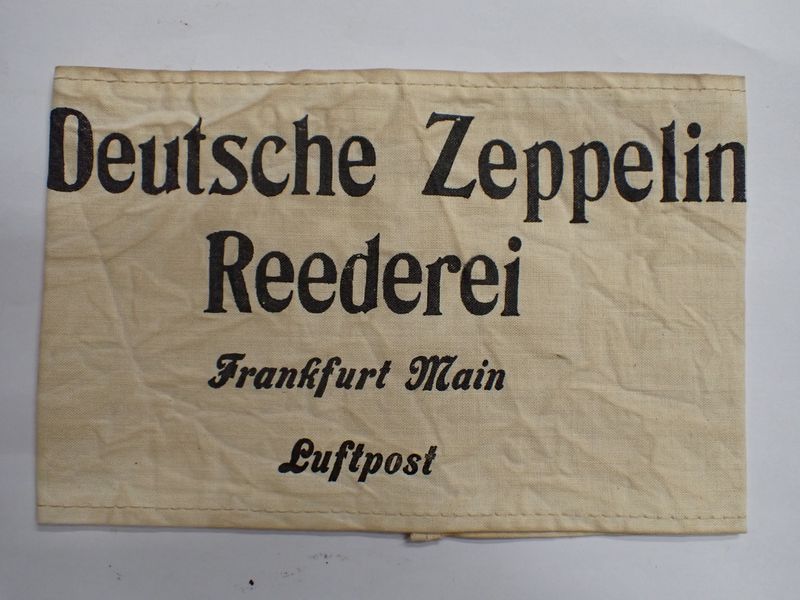 Deutsche Zeppelin
Reederei
Frankfurt Main
Luftpost